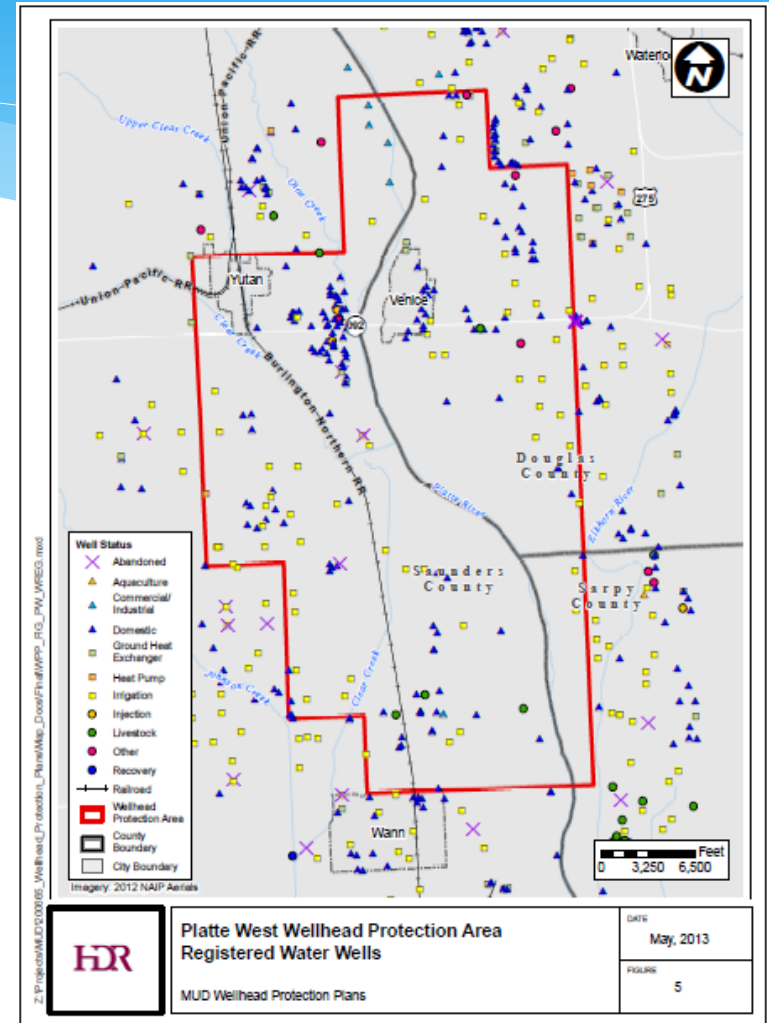 Union Pacific RR
Waterloo
N
Upper Clear Creek
Clear Creek
275
Yutan
Union Pacific RR
Venice
092
Clear Creek
Burlington Northern RR
Douglas
County
Platte River
Elkhorn River
Saunders
County
Sarpy
County
Johnson Creek
Clear Creek
Wann
Well Status
Abandoned
Aquaculture
Commercial/
Industrial
Domestic
Ground Heat
Exchanger
Heat Pump
Irrigation
Injection
Livestock
Other
Recovery
Railroad
Wellhead
Protection Area
County
Boundary
City Boundary
Imagery: 2012 NAIP Aerials
Feet
0 3,250 6,500
HDR
Platte West Wellhead Protection Area
Registered Water Wells
MUD Wellhead Protection Plans
DATE
May, 2013
FIGURE
5